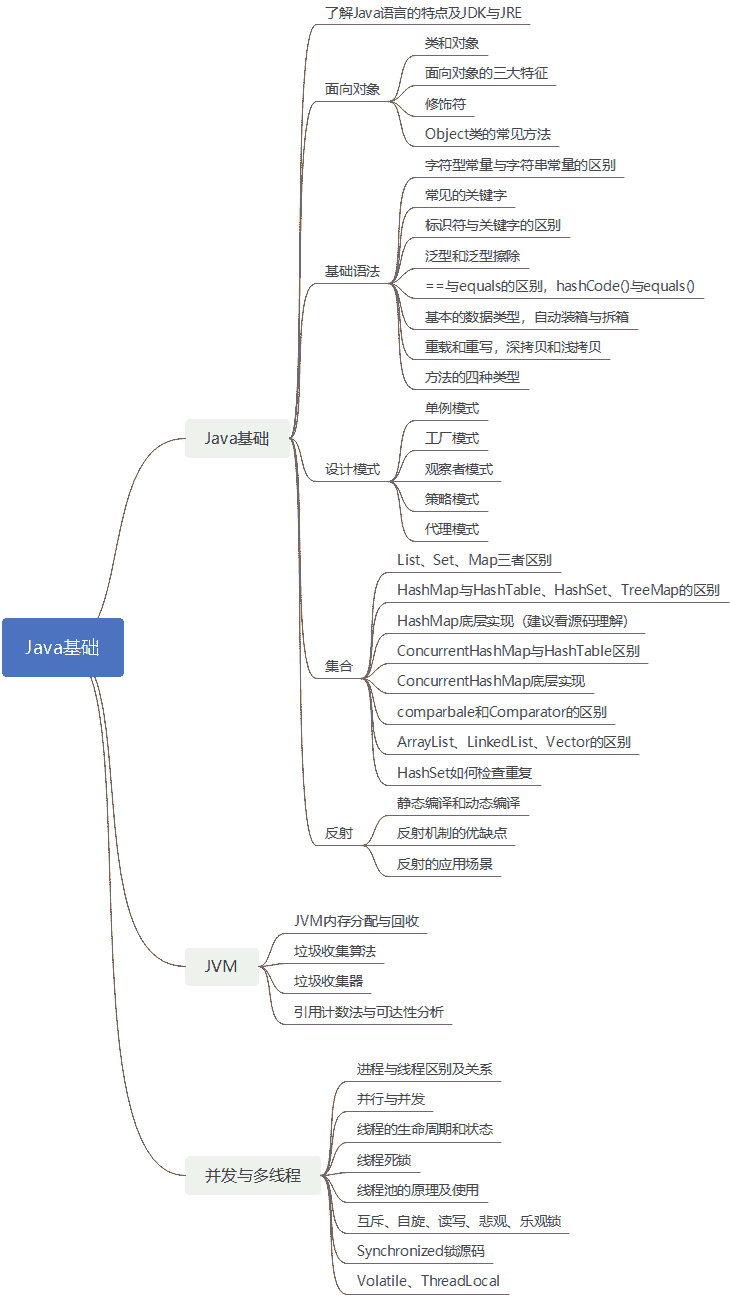 了解Java语言的特点及JDK与JRE
类和对象
面向对象
面向对象的三大特征
修饰符
Object类的常见方法
字符型常量与字符串常量的区别
常见的关键字
标识符与关键字的区别
泛型和泛型擦除
基础语法
==与equals的区别，hashCode()与equals()
基本的数据类型，自动装箱与拆箱
重载和重写，深拷贝和浅拷贝
方法的四种类型
Java基础
单例模式
工厂模式
设计模式
观察者模式
策略模式
代理模式
List、Set、Map三者区别
HashMap与HashTable、HashSet、TreeMap的区别
HashMap底层实现（建议看源码理解）
Java基础
ConcurrentHashMap与HashTable区别
集合
ConcurrentHashMap底层实现
comparbale和Comparator的区别
ArrayList、LinkedList、Vector的区别
HashSet如何检查重复
静态编译和动态编译
反射
反射机制的优缺点
反射的应用场景
JVM内存分配与回收
垃圾收集算法
JVM
垃圾收集器
引用计数法与可达性分析
进程与线程区别及关系
并行与并发
线程的生命周期和状态
线程死锁
并发与多线程
线程池的原理及使用
互斥、自旋、读写、悲观、乐观锁
Synchronized锁源码
Volatile、ThreadLocal